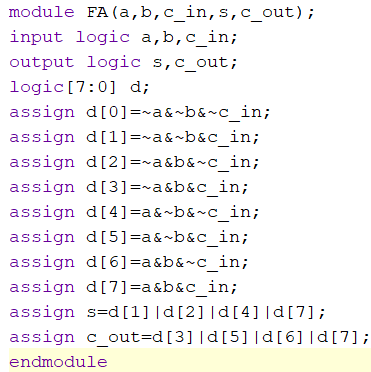 module FA(a,b,c_in,s,c_out);
input logic a,b,c_in;
output logic s,c_out;
logic[7:0] d;
assign d[0]=~a&~b&~c_in;
assign d[1]=~a&~b&c_in;
assign d[2]=~a&b&~c_in;
assign d[3]=~a&b&c_in;
assign d[4]=a&~b&~c_in;
assign d[5]=a&~b&c_in;
assign d[6]=a&b&~c_in;
assign d[7]=a&b&c_in;
assign s=d[1]|d[2]|d[4]|d[7];
assign c_out=d[3]|d[5]|d[6]|d[7];
endmodule